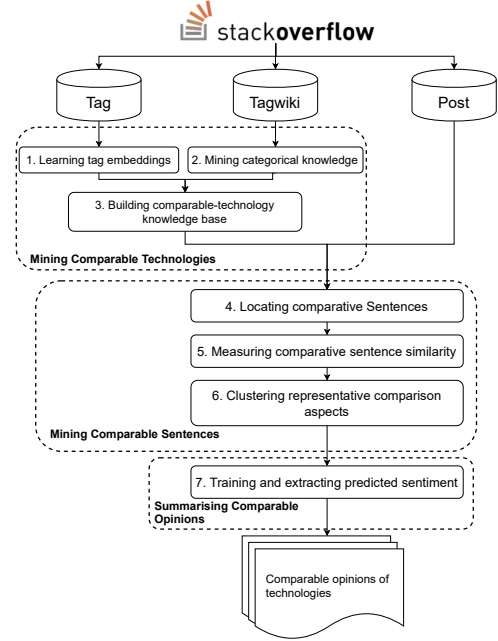 stackoverflow
Tag
Tagwiki
Post
1. Learning tag embeddings
2. Mining categorical knowledge
3. Building comparable-technology
knowledge base
Mining Comparable Technologies
4. Locating comparative Sentences
5. Measuring comparative sentence similarity
6. Clustering representative comparison
aspects
Mining Comparable Sentences
7. Training and extracting predicted sentiment
Summarising Comparable
Opinions
Comparable opinions of
technologies